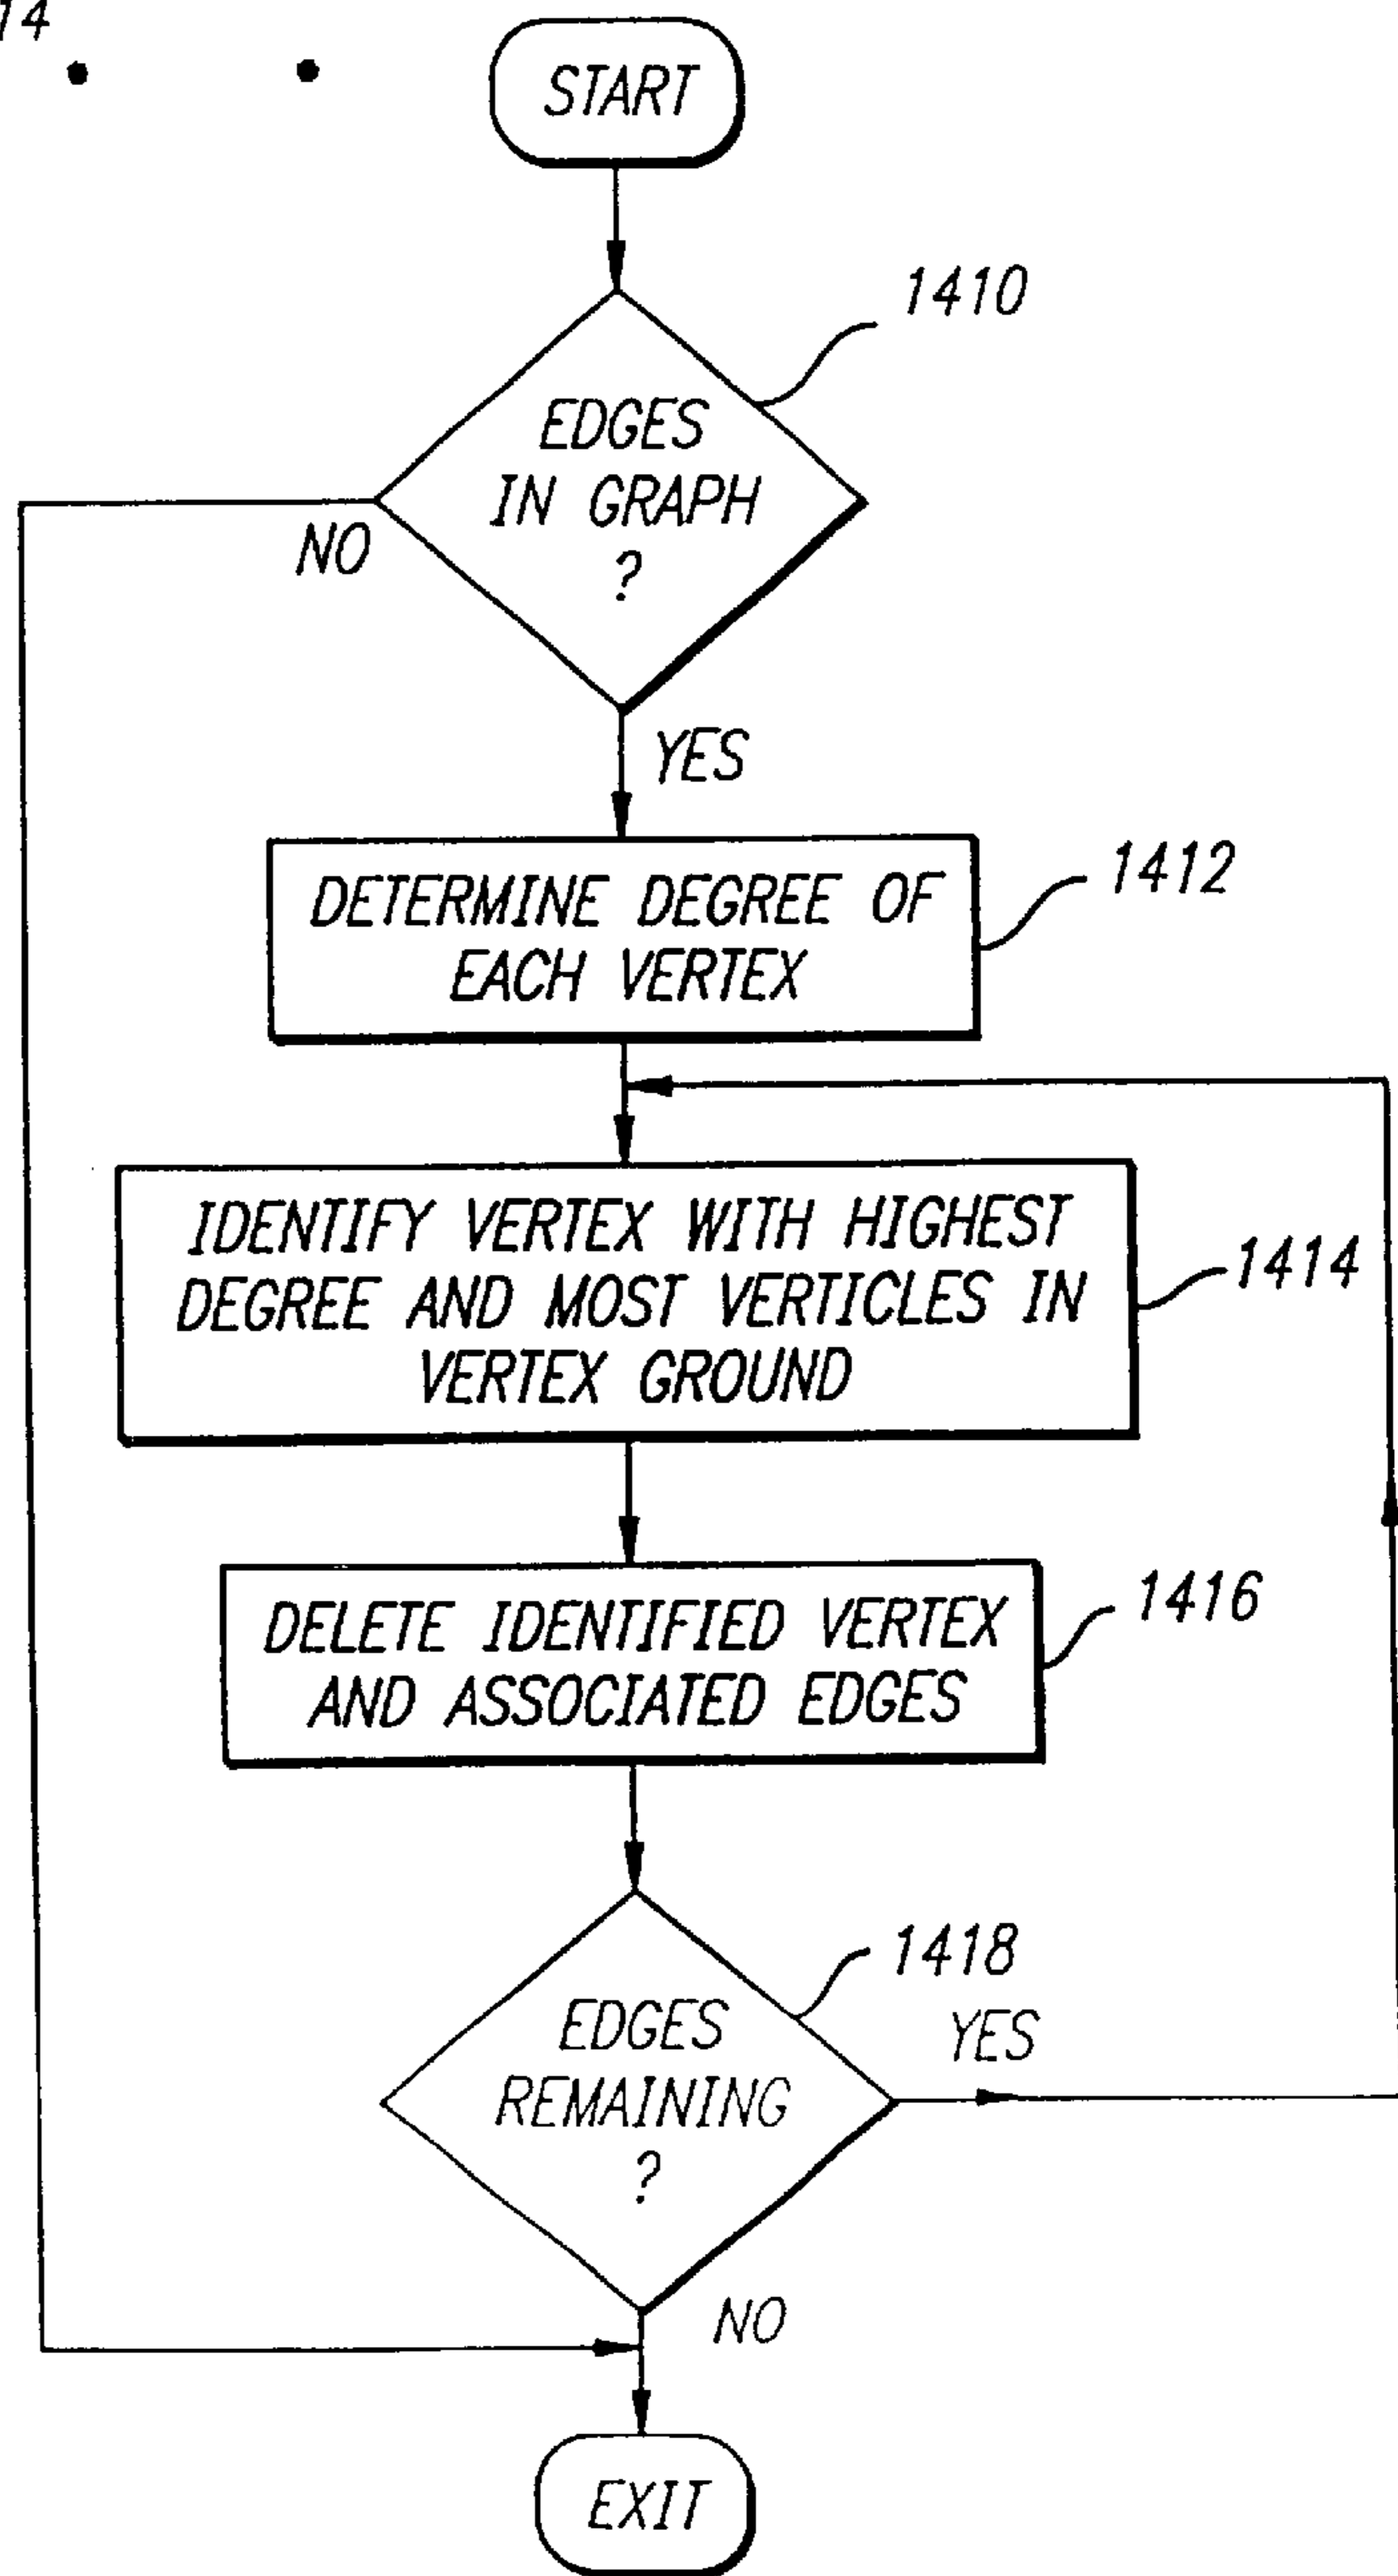 14
START
1410
EDGES
IN GRAPH
?
NO
YES
1412
DETERMINE DEGREE OF
EACH VERTEX
IDENTIFY VERTEX WITH HIGHEST
DEGREE AND MOST VERTICLES IN
VERTEX GROUND
1414
DELETE IDENTIFIED VERTEX
AND ASSOCIATED EDGES
1416
1418
EDGES
REMAINING
?
YES
NO
EXIT